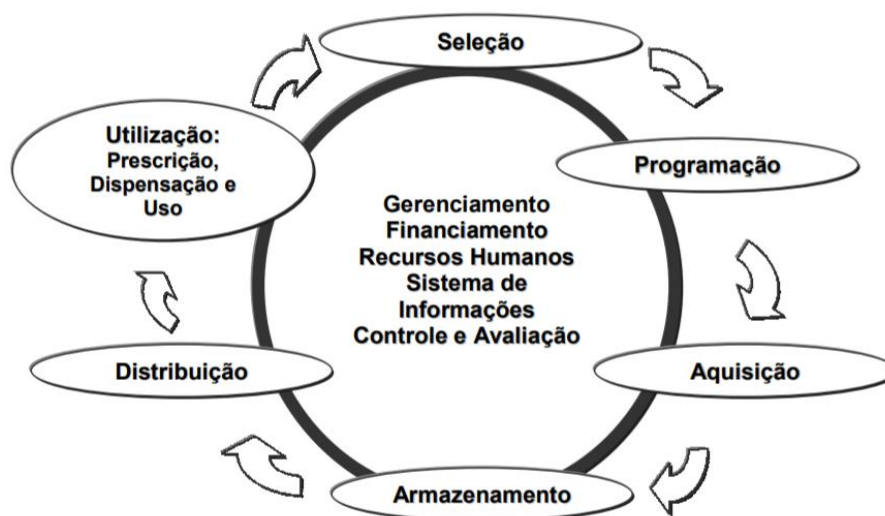 Seleção
Programação
Aquisição
Armazenamento
Distribuição
Utilização:
Prescrição,
Dispensação e
Uso
Gerenciamento
Financiamento
Recursos Humanos
Sistema de
Informações
Controle e Avaliação